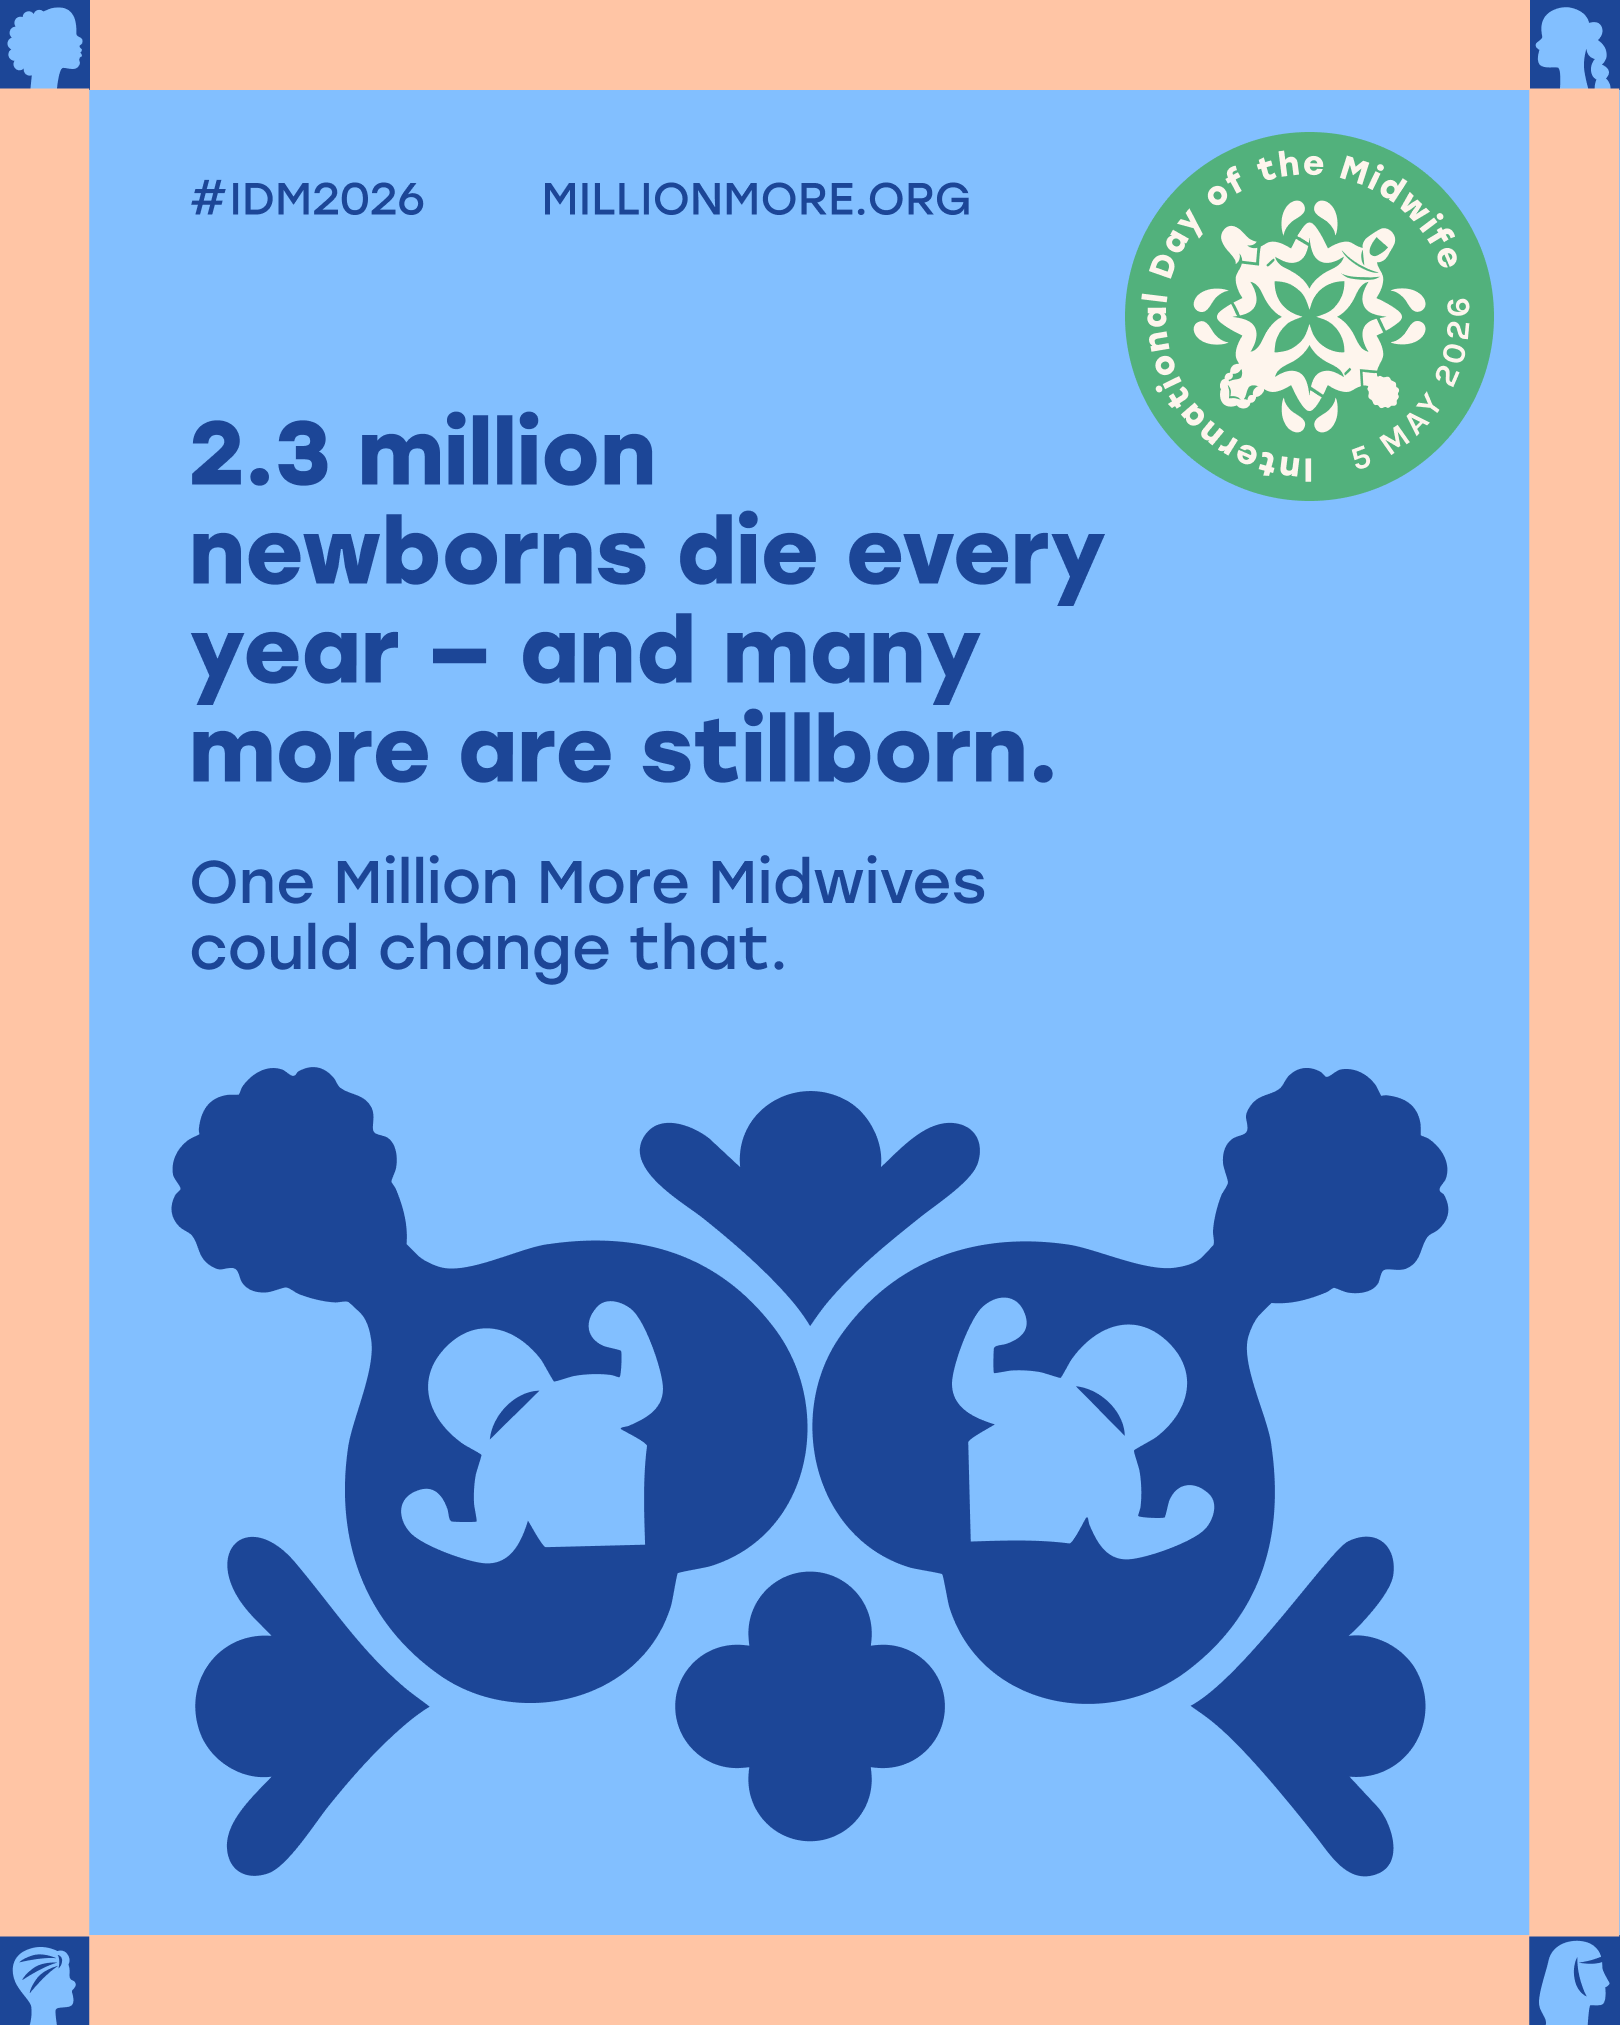 #IDM2026
MILLIONMORE.ORG
International Day of the Midwife
5 MAY 2026
2.3 million
newborns die every
year – and many
more are stillborn.
One Million More Midwives
could change that.